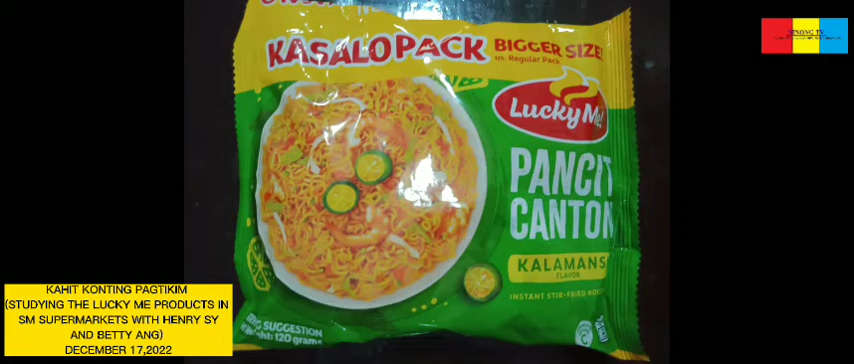 KASALO PACK
BIGGER SIZE!
vs. Regular Pack
Lucky Me!
PANCIT
CANTON
KALAMANSI
FLAVOR
INSTANT STIR-FRIED
SUGGESTION
120 grams
KAHIT KONTING PAGTIKIM
(STUDYING THE LUCKY ME PRODUCTS IN
SM SUPERMARKETS WITH HENRY SY
AND BETTY ANG)
DECEMBER 17,2022